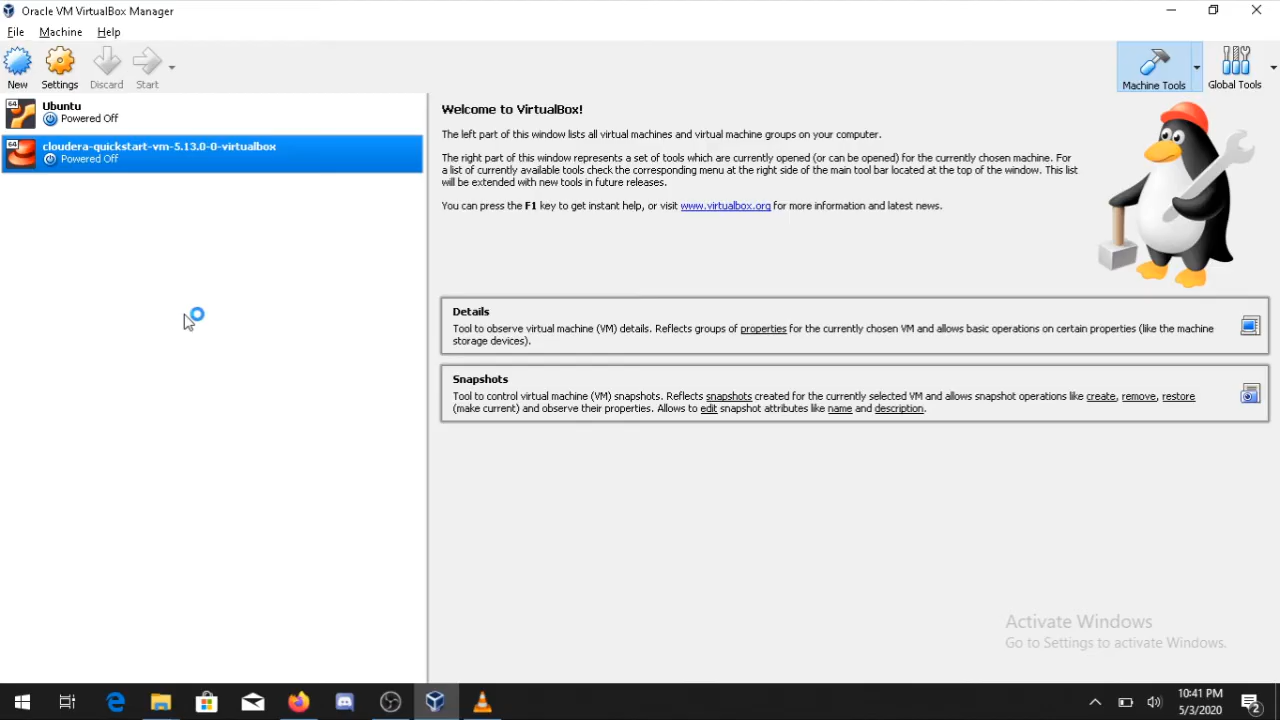 Oracle VM VirtualBox Manager
File Machine Help
New Settings Discard Start
Machine Tools Global Tools
64
Ubuntu
Powered Off
64
cloudera-quickstart-vm-5.13.0-0-virtualbox
Powered Off
Welcome to VirtualBox!
The left part of this window lists all virtual machines and virtual machine groups on your computer.
The right part of this window represents a set of tools which are currently opened (or can be opened) for the currently chosen machine. For
a list of currently available tools check the corresponding menu at the right side of the main tool bar located at the top of the window. This list
will be extended with new tools in future releases.
You can press the F1 key to get instant help, or visit www.virtualbox.org for more information and latest news.
Details
Tool to observe virtual machine (VM) details. Reflects groups of properties for the currently chosen VM and allows basic operations on certain properties (like the machine
storage devices).
Snapshots
Tool to control virtual machine (VM) snapshots. Reflects snapshots created for the currently selected VM and allows snapshot operations like create, remove, restore
(make current) and observe their properties. Allows to edit snapshot attributes like name and description.
Activate Windows
Go to Settings to activate Windows.
10:41 PM
5/3/2020
2